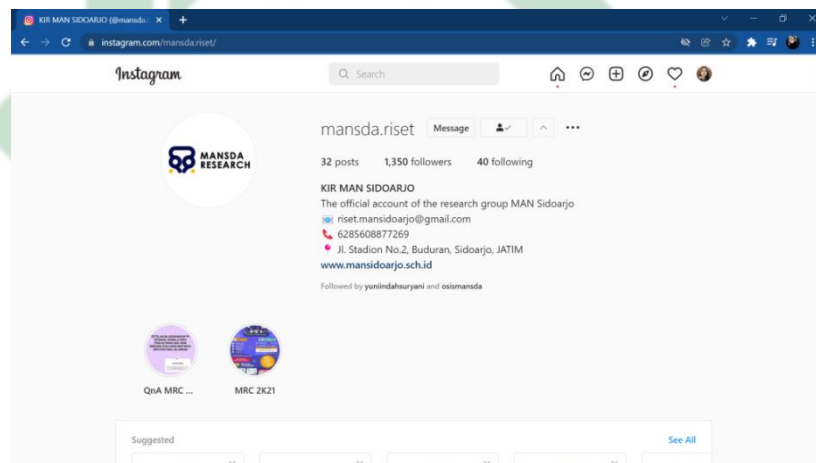 KIR MAN SIDOARJO (@mansda.r
instagram.com/mansda.riset/
Instagram
Search
MANSDA
RESEARCH
mansda.riset Message
32 posts 1,350 followers 40 following
KIR MAN SIDOARJO
The official account of the research group MAN Sidoarjo
riset.mansidoarjo@gmail.com
6285608877269
Jl. Stadion No.2, Buduran, Sidoarjo, JATIM
www.mansidoarjo.sch.id
Followed by yuniindahsuryani and osismansda
QnA MRC ... MRC 2K21
Suggested See All